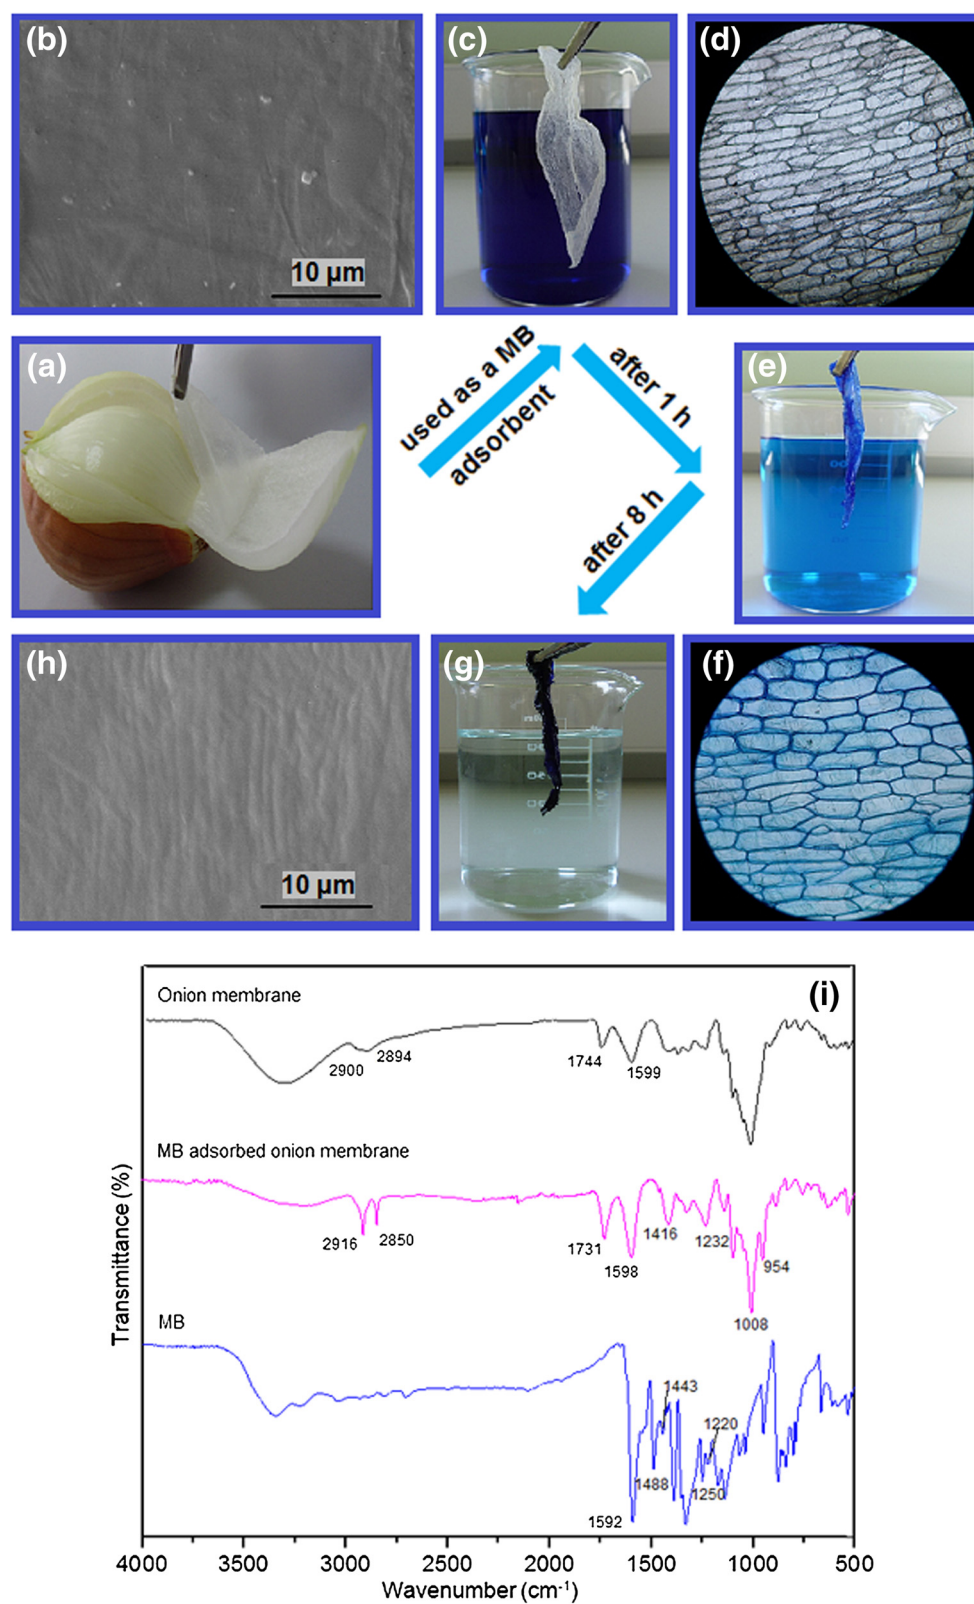 (b)
10 μm
(c)
(d)
(a)
used as a MB
adsorbent
after 1 h
(e)
after 8 h
(h)
10 μm
(g)
(f)
(i)
Onion membrane
2900
2894
1744
1599
MB adsorbed onion membrane
2916
2850
1731
1598
1416
1232
954
1008
MB
1443
1220
1488
1250
1592
Transmittance (%)
4000 3500 3000 2500 2000 1500 1000 500
Wavenumber (cm-1)